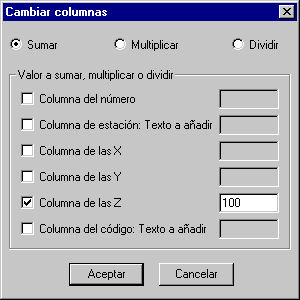 Cambiar columnas
Sumar Multiplicar Dividir
Valor a sumar, multiplicar o dividir
Columna del número
Columna de estación: Texto a añadir
Columna de las X
Columna de las Y
Columna de las Z 100
Columna del código: Texto a añadir
Aceptar Cancelar